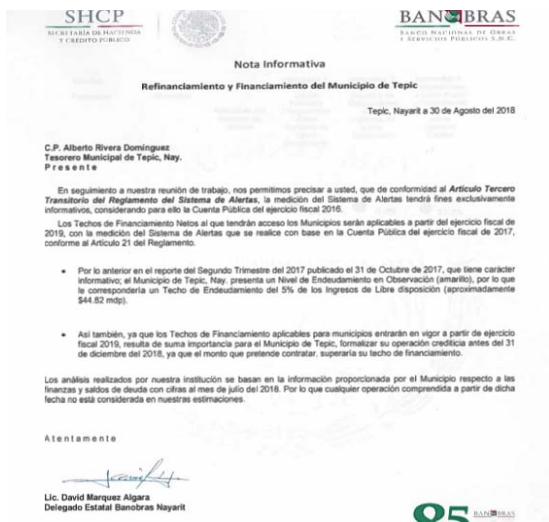 SHCP
SECRETARÍA DE HACIENDA
Y CRÉDITO PÚBLICO
BANOBRAS
BANCO NACIONAL DE OBRAS
Y SERVICIOS PÚBLICOS S.N.C.
Nota Informativa
Refinanciamiento y Financiamiento del Municipio de Tepic
Tepic, Nayarit a 30 de Agosto del 2018
C.P. Alberto Rivera Domínguez
Tesorero Municipal de Tepic, Nay.
P r e s e n t e
En seguimiento a nuestra reunión de trabajo, nos permitimos precisar a usted, que de conformidad al Artículo Tercero
Transitorio del Reglamento del Sistema de Alertas, la medición del Sistema de Alertas tendrá fines exclusivamente
informativos, considerando para ello la Cuenta Pública del ejercicio fiscal 2016.
Los Techos de Financiamiento Netos al que tendrán acceso los Municipios serán aplicables a partir del ejercicio fiscal de
2019, con la medición del Sistema de Alertas que se realice con base en la Cuenta Pública del ejercicio fiscal de 2017,
conforme al Artículo 21 del Reglamento.
• Por lo anterior en el reporte del Segundo Trimestre del 2017 publicado el 31 de Octubre de 2017, que tiene carácter
informativo; el Municipio de Tepic, Nay. presenta un Nivel de Endeudamiento en Observación (amarillo), por lo que
le correspondería un Techo de Endeudamiento del 5% de los Ingresos de Libre disposición (aproximadamente
$44.82 mdp).
• Así también, ya que los Techos de Financiamiento aplicables para municipios entrarán en vigor a partir de ejercicio
fiscal 2019, resulta de suma importancia para el Municipio de Tepic, formalizar su operación crediticia antes del 31
de diciembre del 2018, ya que el monto que pretende contratar, superaría su techo de financiamiento.
Los análisis realizados por nuestra institución se basan en la información proporcionada por el Municipio respecto a las
finanzas y saldos de deuda con cifras al mes de julio del 2018. Por lo que cualquier operación comprendida a partir de dicha
fecha no está considerada en nuestras estimaciones.
A t e n t a m e n t e
Lic. David Marquez Algara
Delegado Estatal Banobras Nayarit
85 BANOBRAS